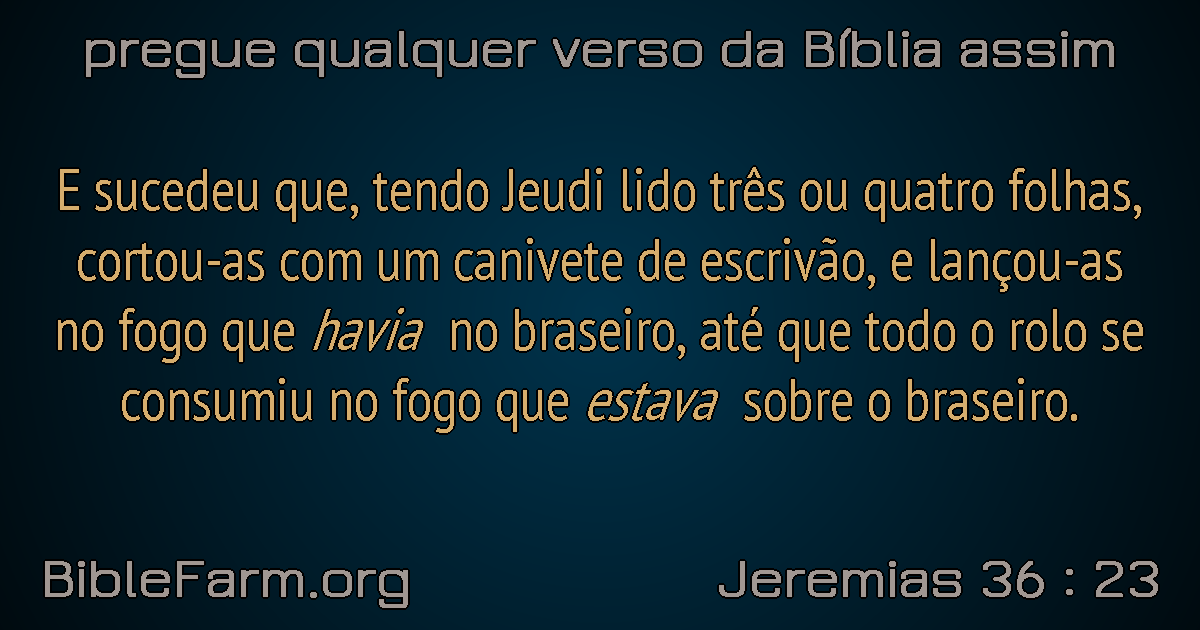 pregue qualquer verso da Bíblia assim
E sucedeu que, tendo Jeudi lido três ou quatro folhas,
cortou-as com um canivete de escrivão, e lançou-as
no fogo que havia no braseiro, até que todo o rolo se
consumiu no fogo que estava sobre o braseiro.
BibleFarm.org
Jeremias 36 : 23